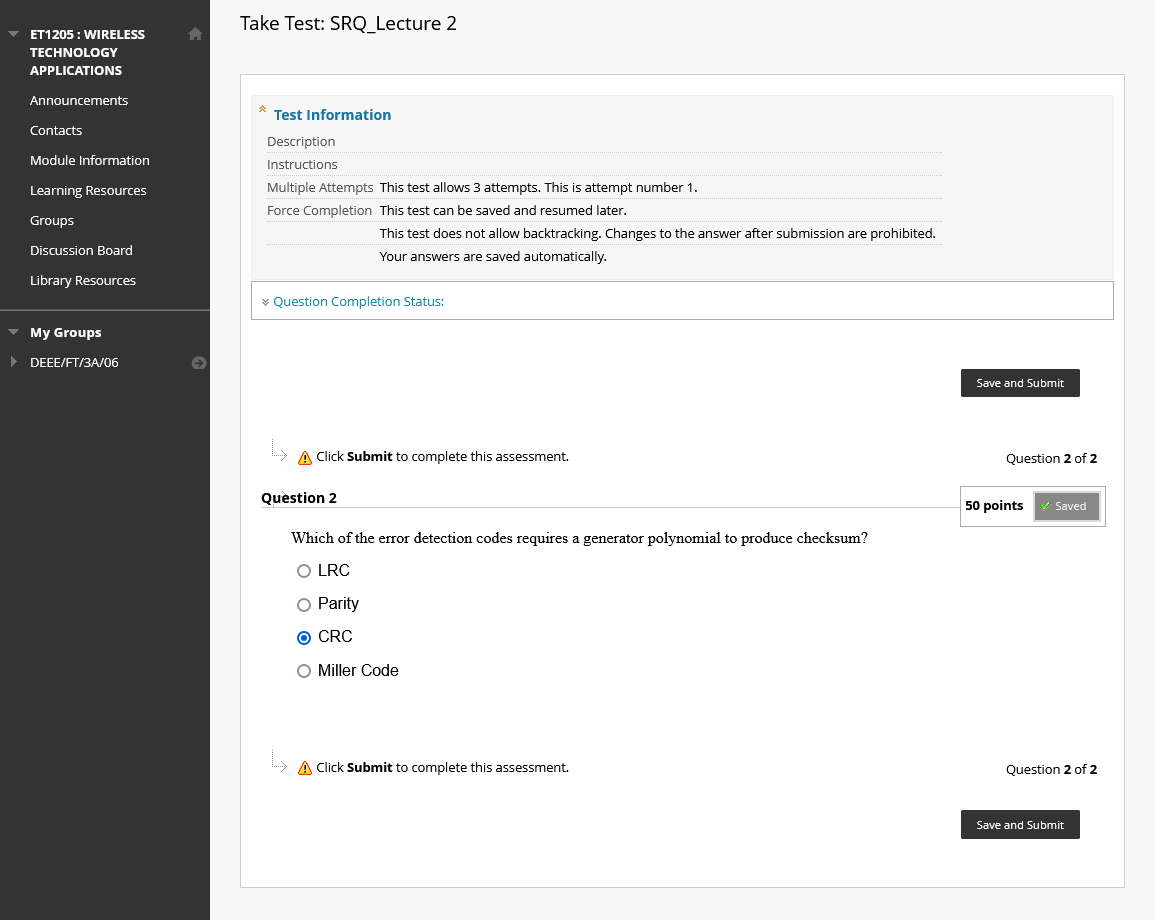 ET1205 : WIRELESS
TECHNOLOGY
APPLICATIONS
Announcements
Contacts
Module Information
Learning Resources
Groups
Discussion Board
Library Resources
My Groups
DEEE/FT/3A/06
Take Test: SRQ_Lecture 2
Test Information
Description
Instructions
Multiple Attempts This test allows 3 attempts. This is attempt number 1.
Force Completion This test can be saved and resumed later.
This test does not allow backtracking. Changes to the answer after submission are prohibited.
Your answers are saved automatically.
Question Completion Status:
Save and Submit
Click Submit to complete this assessment.
Question 2 of 2
Question 2
50 points
Saved
Which of the error detection codes requires a generator polynomial to produce checksum?
LRC
Parity
CRC
Miller Code
Click Submit to complete this assessment.
Question 2 of 2
Save and Submit